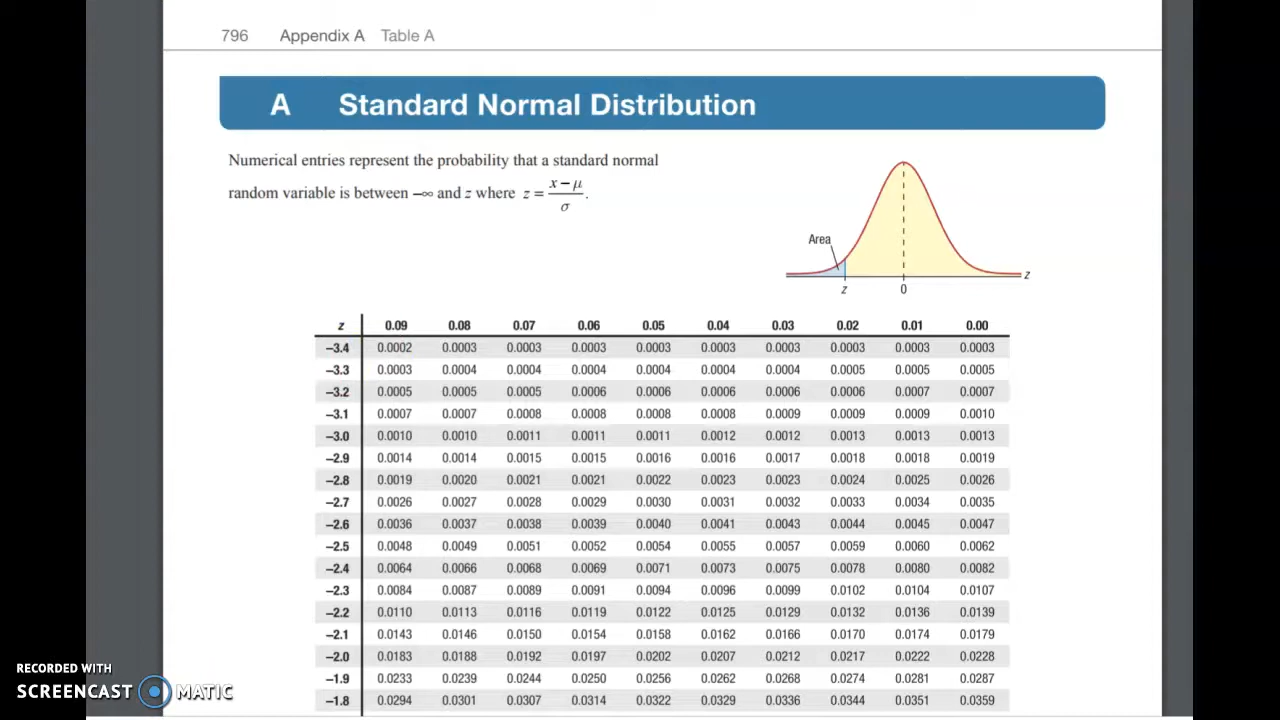 796 Appendix A Table A
A Standard Normal Distribution
Numerical entries represent the probability that a standard normal
random variable is between −∞ and z where z = x − μ / σ.
Area
z
z 0
z 0.09 0.08 0.07 0.06 0.05 0.04 0.03 0.02 0.01 0.00
−3.4 0.0002 0.0003 0.0003 0.0003 0.0003 0.0003 0.0003 0.0003 0.0003 0.0003
−3.3 0.0003 0.0004 0.0004 0.0004 0.0004 0.0004 0.0004 0.0005 0.0005 0.0005
−3.2 0.0005 0.0005 0.0005 0.0006 0.0006 0.0006 0.0006 0.0006 0.0007 0.0007
−3.1 0.0007 0.0007 0.0008 0.0008 0.0008 0.0008 0.0009 0.0009 0.0009 0.0010
−3.0 0.0010 0.0010 0.0011 0.0011 0.0011 0.0012 0.0012 0.0013 0.0013 0.0013
−2.9 0.0014 0.0014 0.0015 0.0015 0.0016 0.0016 0.0017 0.0018 0.0018 0.0019
−2.8 0.0019 0.0020 0.0021 0.0021 0.0022 0.0023 0.0023 0.0024 0.0025 0.0026
−2.7 0.0026 0.0027 0.0028 0.0029 0.0030 0.0031 0.0032 0.0033 0.0034 0.0035
−2.6 0.0036 0.0037 0.0038 0.0039 0.0040 0.0041 0.0043 0.0044 0.0045 0.0047
−2.5 0.0048 0.0049 0.0051 0.0052 0.0054 0.0055 0.0057 0.0059 0.0060 0.0062
−2.4 0.0064 0.0066 0.0068 0.0069 0.0071 0.0073 0.0075 0.0078 0.0080 0.0082
−2.3 0.0084 0.0087 0.0089 0.0091 0.0094 0.0096 0.0099 0.0102 0.0104 0.0107
−2.2 0.0110 0.0113 0.0116 0.0119 0.0122 0.0125 0.0129 0.0132 0.0136 0.0139
−2.1 0.0143 0.0146 0.0150 0.0154 0.0158 0.0162 0.0166 0.0170 0.0174 0.0179
−2.0 0.0183 0.0188 0.0192 0.0197 0.0202 0.0207 0.0212 0.0217 0.0222 0.0228
−1.9 0.0233 0.0239 0.0244 0.0250 0.0256 0.0262 0.0268 0.0274 0.0281 0.0287
−1.8 0.0294 0.0301 0.0307 0.0314 0.0322 0.0329 0.0336 0.0344 0.0351 0.0359
RECORDED WITH
SCREENCAST MATIC